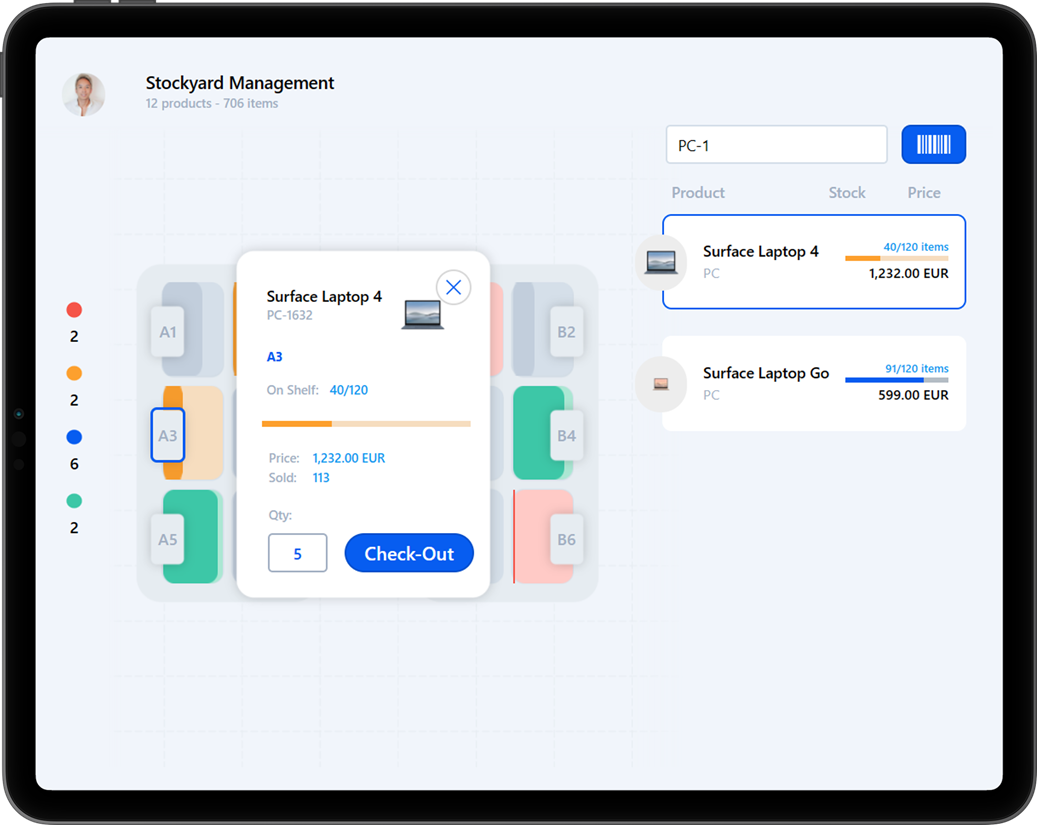 Stockyard Management
12 products - 706 items
PC-1
Product Stock Price
Surface Laptop 4
PC
40/120 items
1,232.00 EUR
Surface Laptop Go
PC
91/120 items
599.00 EUR
2
2
6
2
A1
A3
A5
B2
B4
B6
Surface Laptop 4
PC-1632
A3
On Shelf: 40/120
Price: 1,232.00 EUR
Sold: 113
Qty:
5
Check-Out